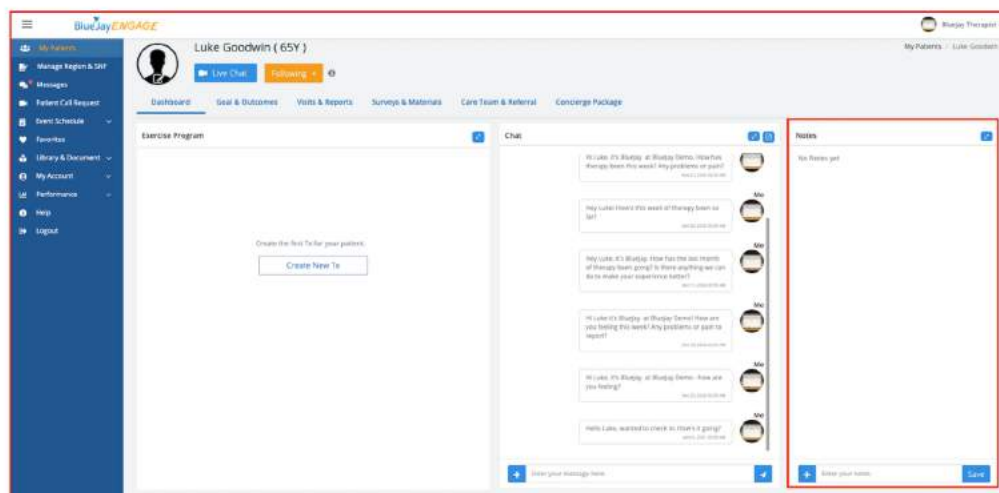 BlueJay ENGAGE
Bluejay Therapist
My Patients
Manage Region & SNF
Messages
Patient Call Request
Event Schedule
Favorites
Library & Document
My Account
Performance
Help
Logout
Luke Goodwin ( 65Y )
Live Chat
Following
My Patients / Luke Goodwin
Dashboard
Goal & Outcomes
Visits & Reports
Surveys & Materials
Care Team & Referral
Concierge Package
Exercise Program
Create the first Tx for your patient.
Create New Tx
Chat
Hi Luke, it's Bluejay at Bluejay Demo. How has
therapy been this week? Any problems or pain?
Me
Hey Luke! How's this week of therapy been so
far?
Me
Hey Luke, it's Bluejay. How has the last month
of therapy been going? Is there anything we can
do to make your experience better?
Me
Hi Luke it's Bluejay at Bluejay Demo! How are
you feeling this week? Any problems or pain to
report?
Me
Hi Luke, it's Bluejay at Bluejay Demo. How are
you feeling?
Me
Hello Luke, wanted to check in. How's it going?
Enter your message here
Notes
No Notes yet
Enter your notes
Save